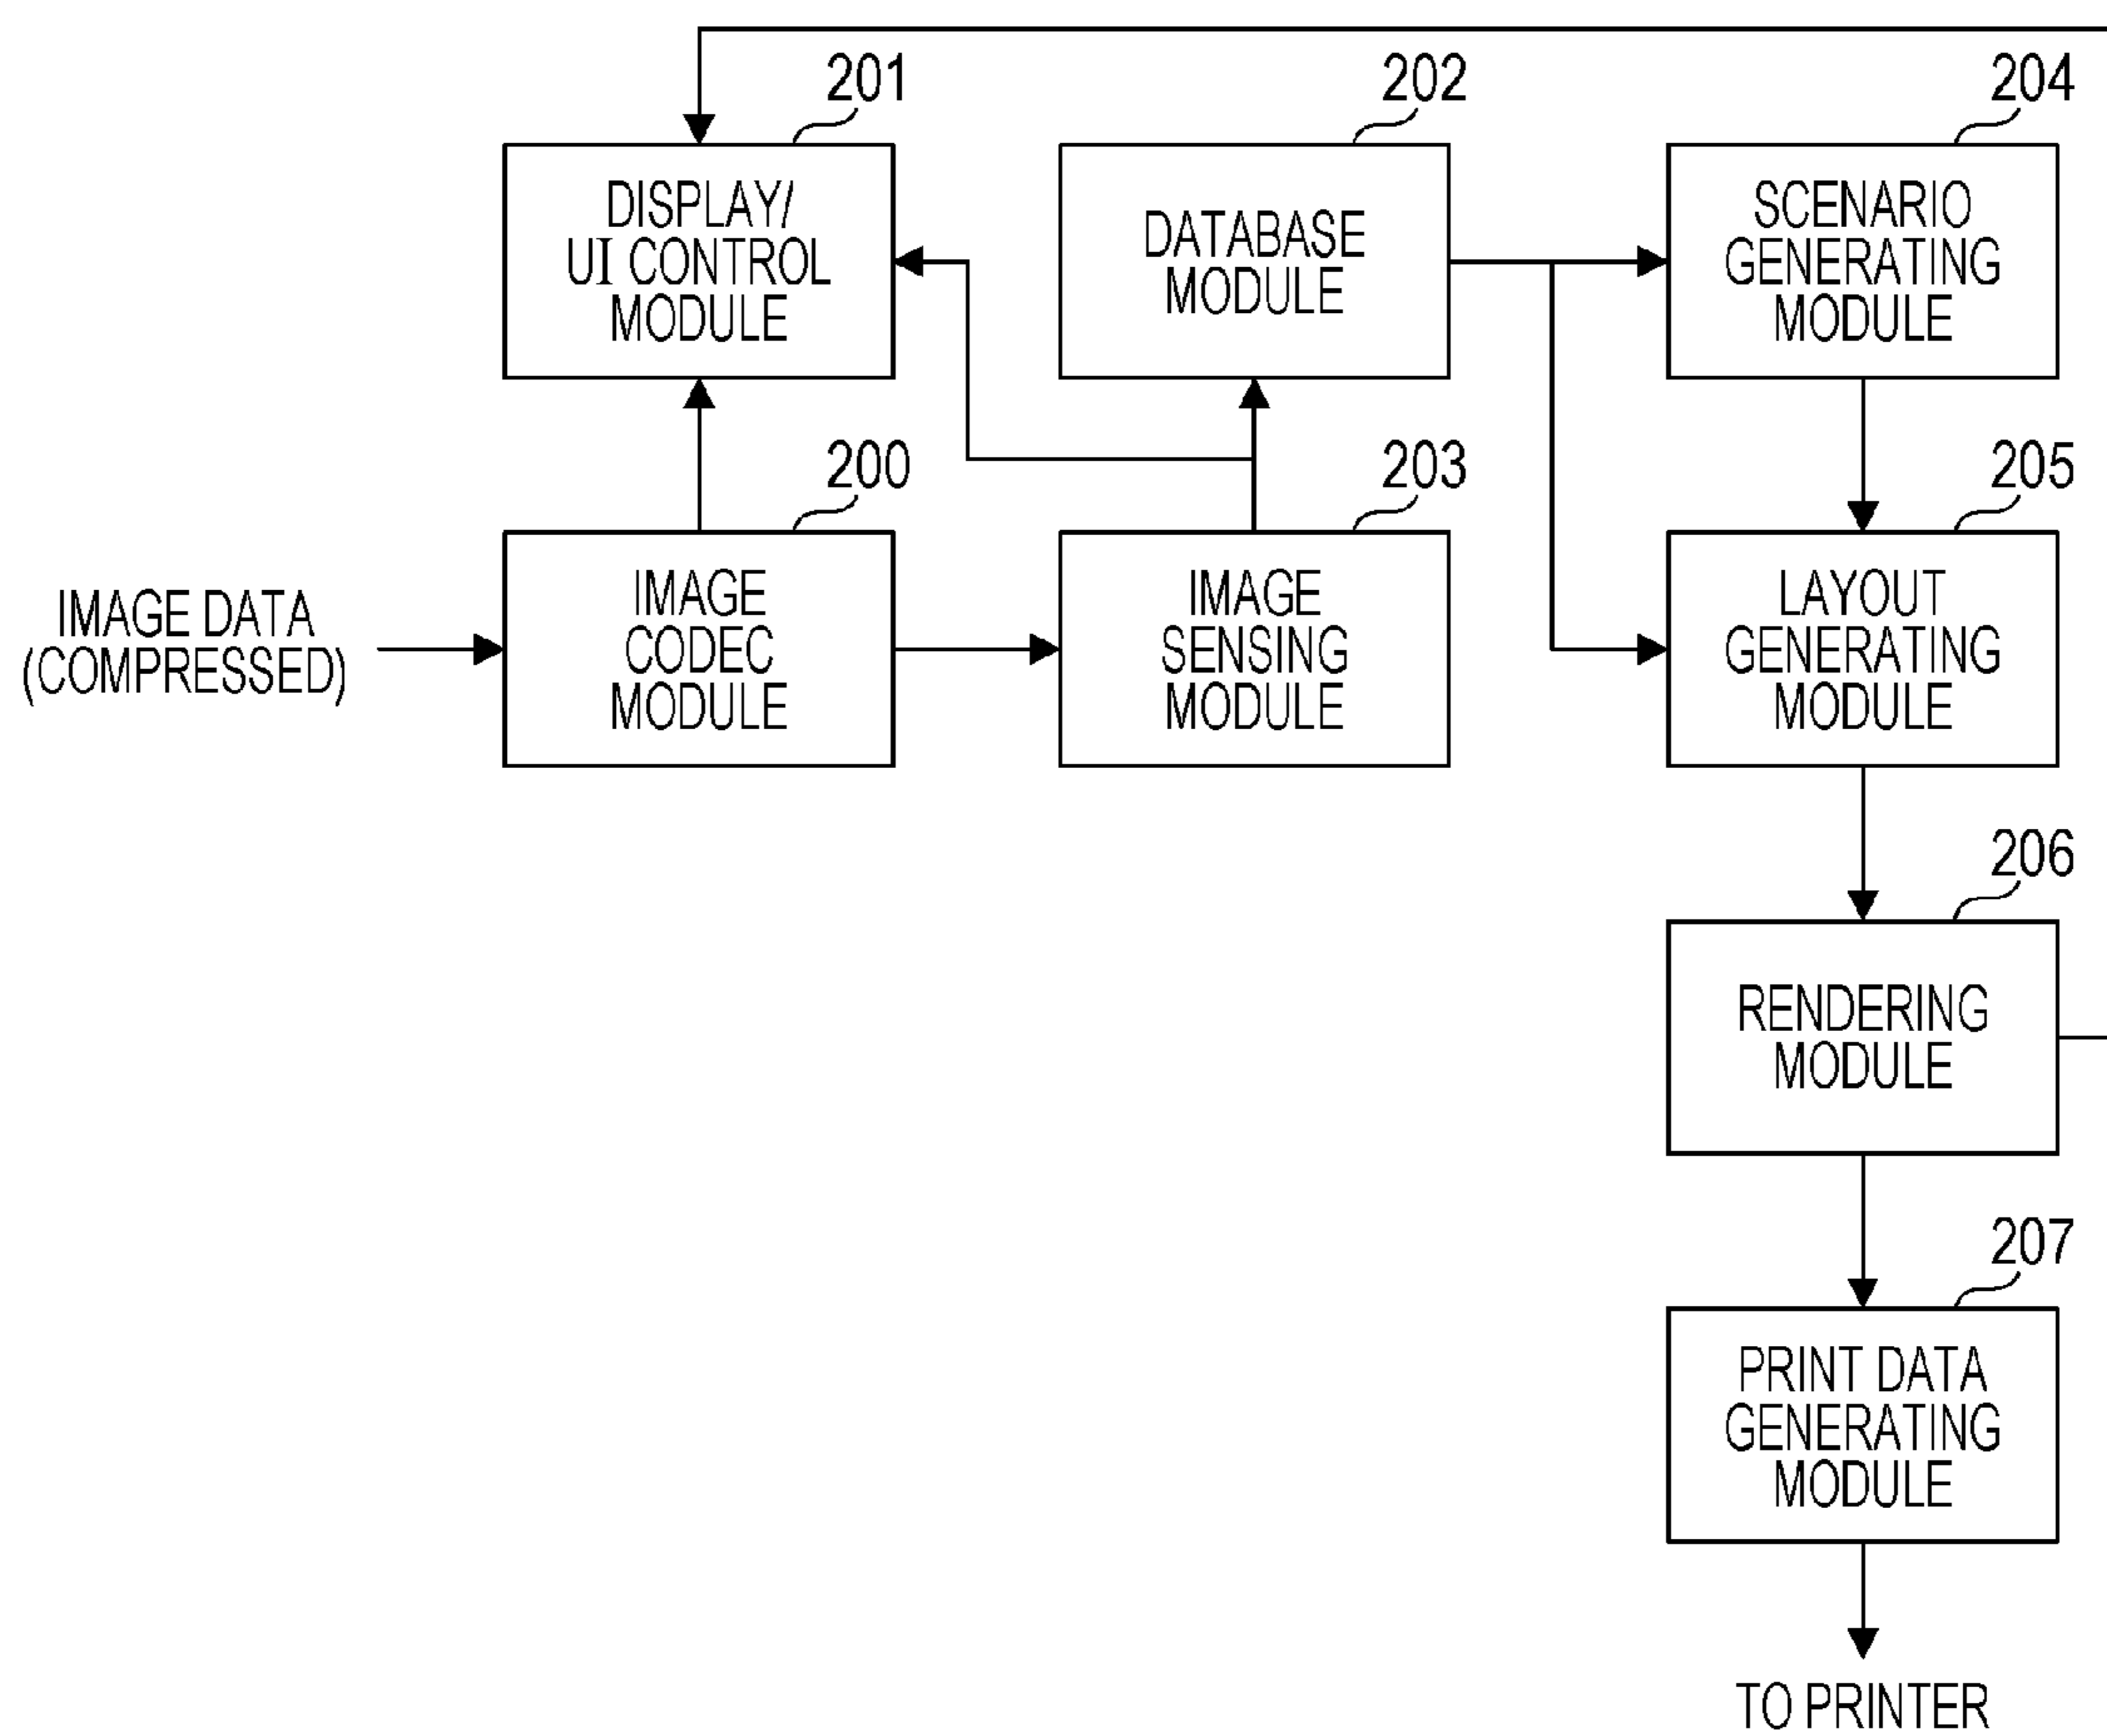 201
202
204
DISPLAY/
UI CONTROL
MODULE
DATABASE
MODULE
SCENARIO
GENERATING
MODULE
200
203
205
IMAGE DATA
(COMPRESSED)
IMAGE
CODEC
MODULE
IMAGE
SENSING
MODULE
LAYOUT
GENERATING
MODULE
206
RENDERING
MODULE
207
PRINT DATA
GENERATING
MODULE
TO PRINTER